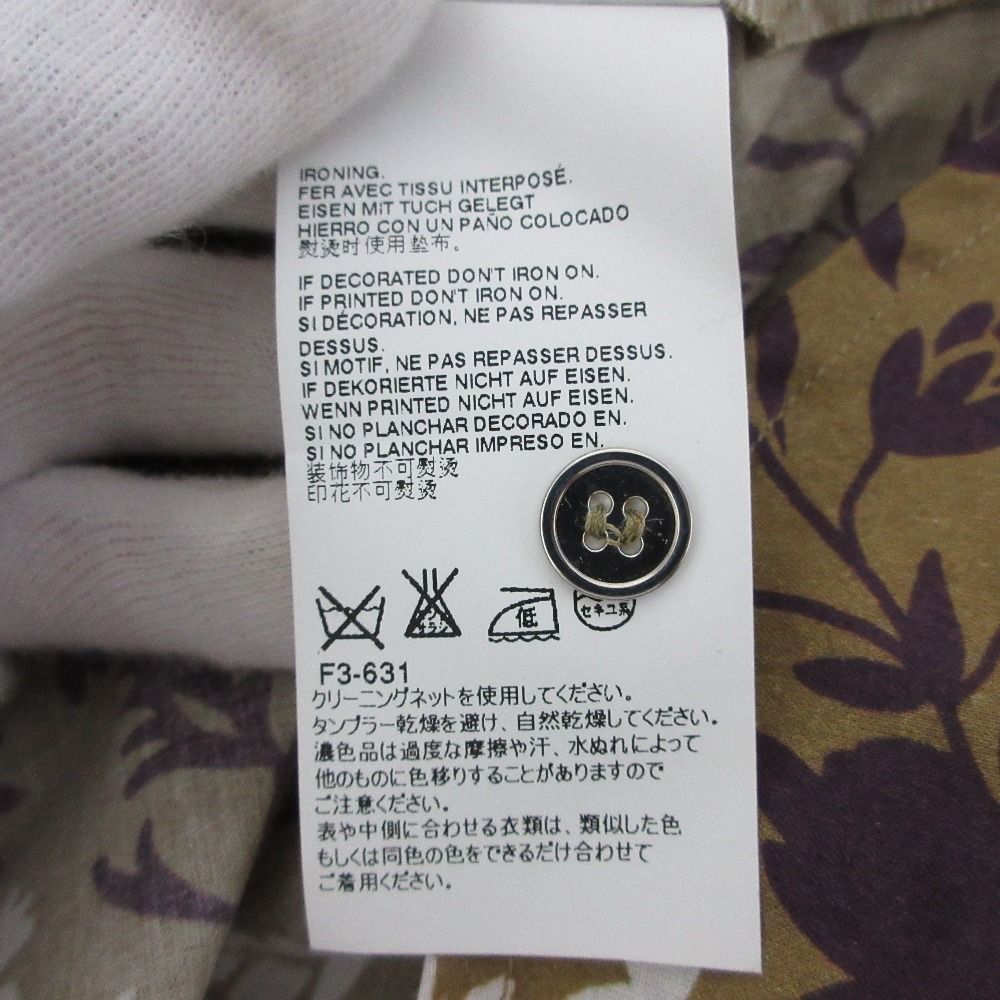 IRONING.
FER AVEC TISSU INTERPOSÉ.
EISEN MIT TUCH GELEGT
HIERRO CON UN PAÑO COLOCADO
熨烫时使用垫布。
IF DECORATED DON'T IRON ON.
IF PRINTED DON'T IRON ON.
SI DÉCORATION, NE PAS REPASSER
DESSUS.
SI MOTIF, NE PAS REPASSER DESSUS.
IF DEKORIERTE NICHT AUF EISEN.
WENN PRINTED NICHT AUF EISEN.
SI NO PLANCHAR DECORADO EN.
SI NO PLANCHAR IMPRESO EN.
装饰物不可熨烫
印花不可熨烫
低
セキユ系
F3-631
クリーニングネットを使用してください。
タンブラー乾燥を避け、自然乾燥してください。
濃色品は過度な摩擦や汗、水ぬれによって
他のものに色移りすることがありますので
ご注意ください。
表や中側に合わせる衣類は、類似した色
もしくは同色の色をできるだけ合わせて
ご着用ください。